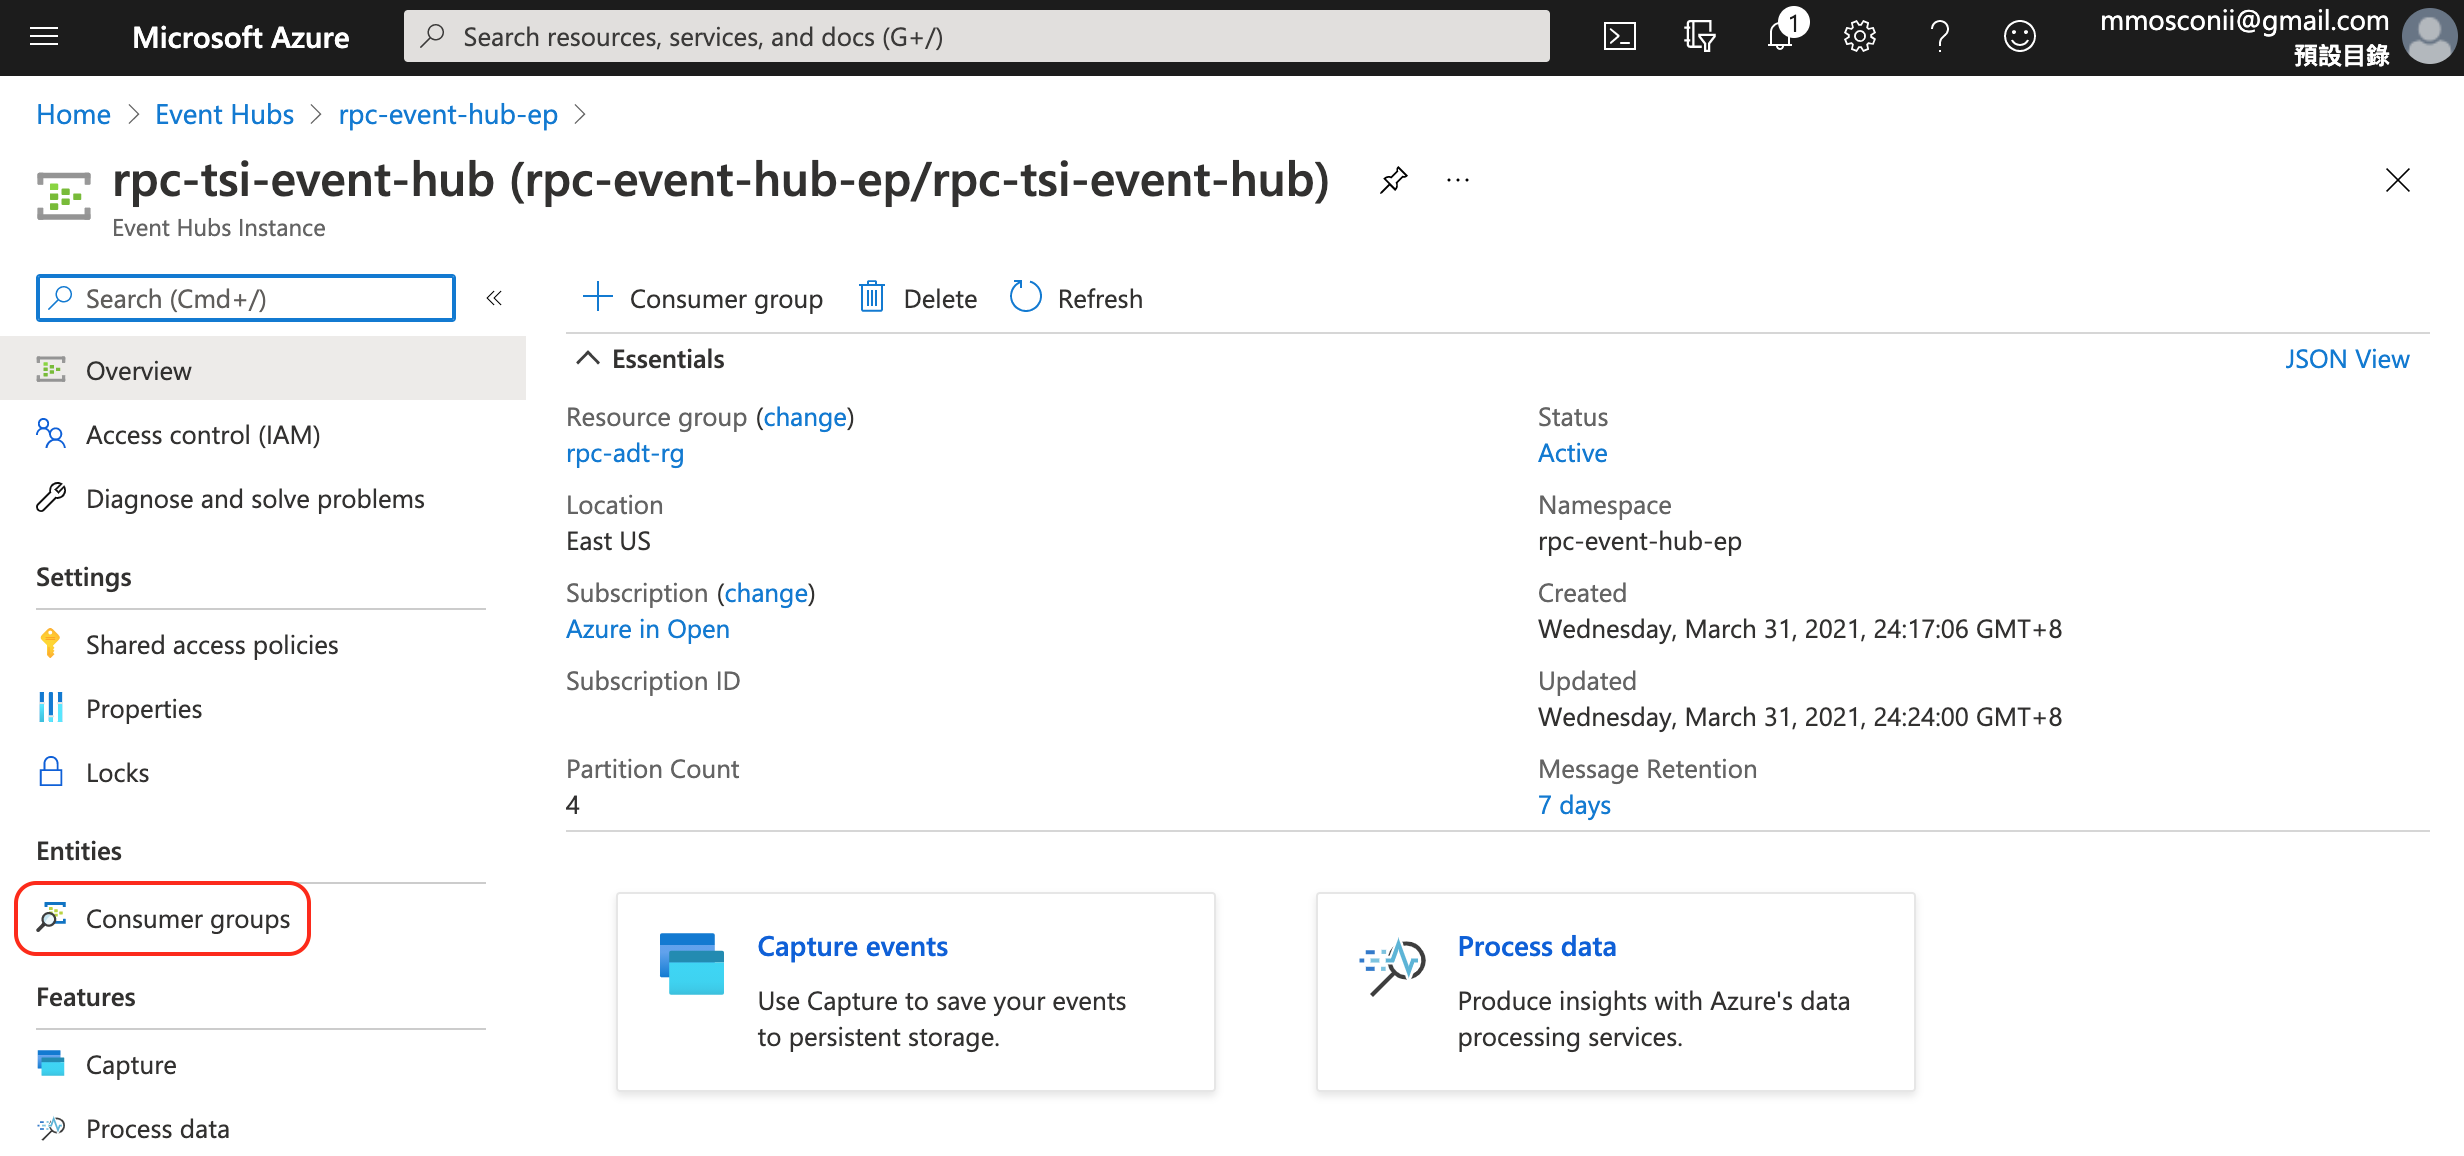 Microsoft Azure
Search resources, services, and docs (G+/)
1
mmosconii@gmail.com
預設目錄
Home > Event Hubs > rpc-event-hub-ep >
rpc-tsi-event-hub (rpc-event-hub-ep/rpc-tsi-event-hub) ...
Event Hubs Instance
Search (Cmd+/) «
Overview
Access control (IAM)
Diagnose and solve problems
Settings
Shared access policies
Properties
Locks
Entities
Consumer groups
Features
Capture
Process data
+ Consumer group Delete Refresh
Essentials JSON View
Resource group (change)
rpc-adt-rg
Location
East US
Subscription (change)
Azure in Open
Subscription ID
Partition Count
4
Status
Active
Namespace
rpc-event-hub-ep
Created
Wednesday, March 31, 2021, 24:17:06 GMT+8
Updated
Wednesday, March 31, 2021, 24:24:00 GMT+8
Message Retention
7 days
Capture events
Use Capture to save your events
to persistent storage.
Process data
Produce insights with Azure's data
processing services.